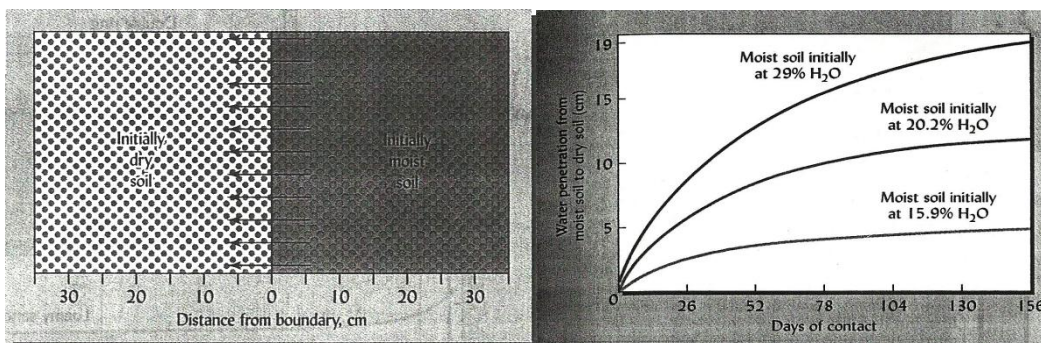 Initially
dry
soil
Initially
moist
soil
30 20 10 0 10 20 30
Distance from boundary, cm
Water penetration from
moist soil to dry soil (cm)
19
15
10
5
0
Moist soil initially
at 29% H₂O
Moist soil initially
at 20.2% H₂O
Moist soil initially
at 15.9% H₂O
26 52 78 104 130 156
Days of contact